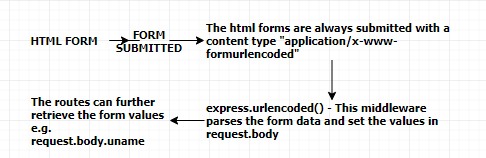 HTML FORM
FORM
SUBMITTED
The html forms are always submitted with a
content type "application/x-www-
formurlencoded"
express.urlencoded() - This middleware
parses the form data and set the values in
request.body
The routes can further
retrieve the form values
e.g.
request.body.uname